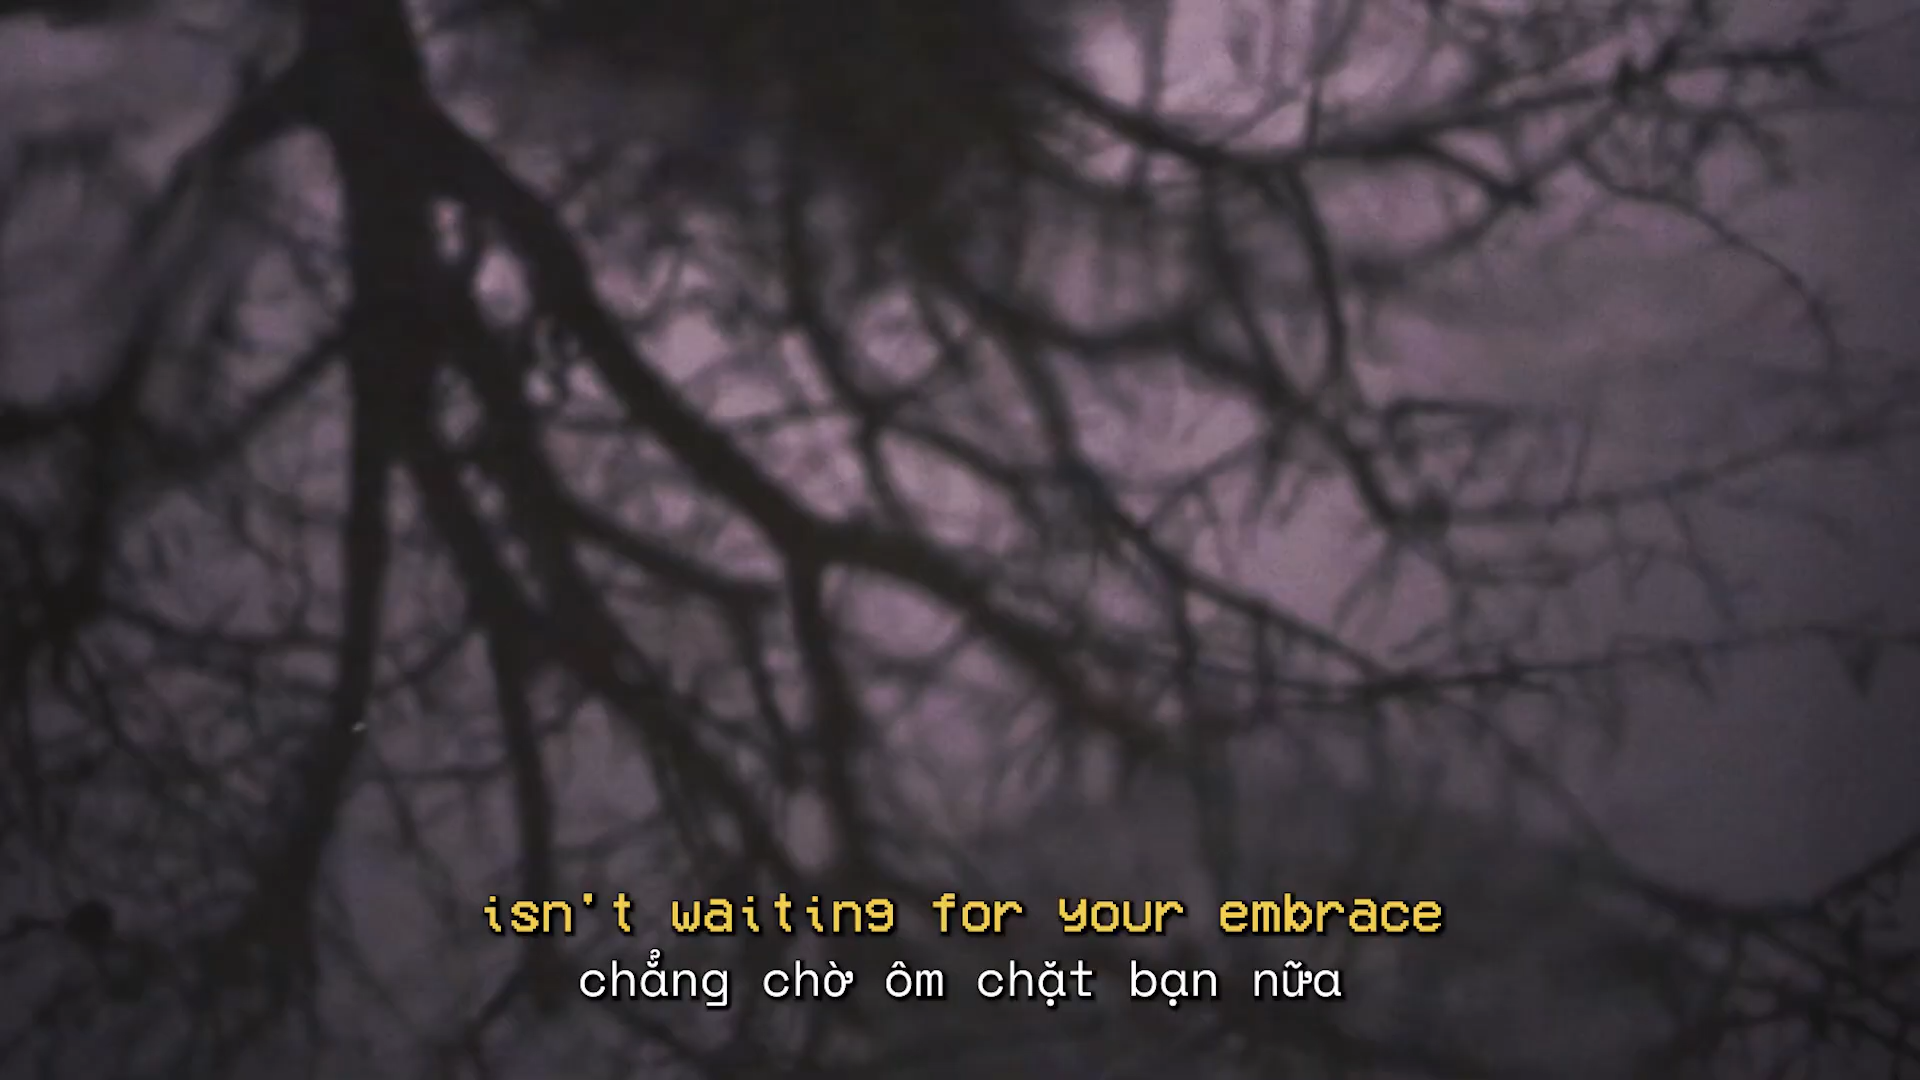 isn't waiting for your embrace
chẳng chờ ôm chặt bạn nữa